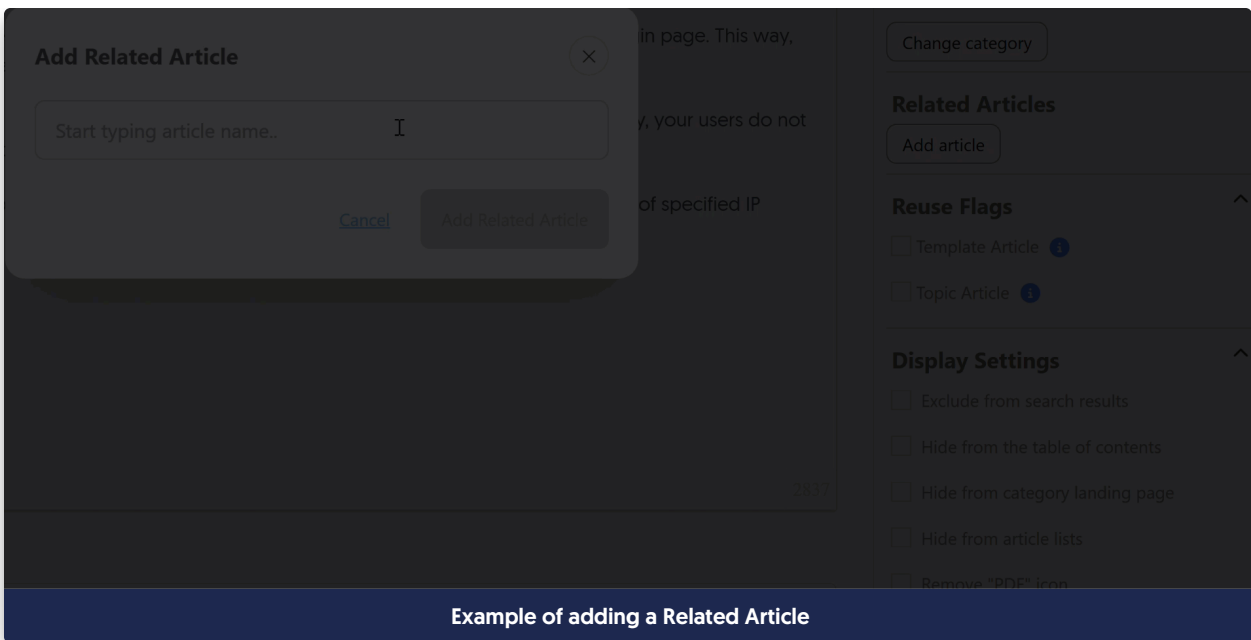 Add Related Article
Start typing article name..
Cancel
Add Related Article
in page. This way,
y, your users do not
of specified IP
2837
Change category
Related Articles
Add article
Reuse Flags
Template Article
Topic Article
Display Settings
Exclude from search results
Hide from the table of contents
Hide from category landing page
Hide from article lists
Remove "PDF" icon
Example of adding a Related Article